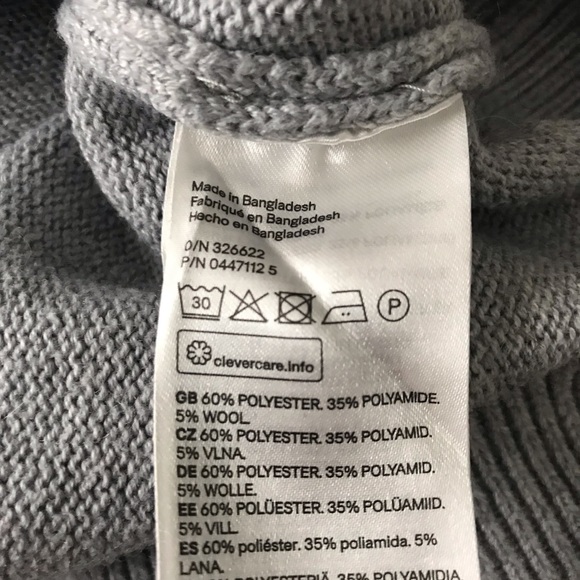 Made in Bangladesh
Fabriqué en Bangladesh
Hecho en Bangladesh
O/N 326622
P/N 0447112 5
30 P
clevercare.info
GB 60% POLYESTER. 35% POLYAMIDE.
5% WOOL
CZ 60% POLYESTER. 35% POLYAMID.
5% VLNA.
DE 60% POLYESTER. 35% POLYAMID.
5% WOLLE.
EE 60% POLÜESTER. 35% POLÜAMIID.
5% VILL
ES 60% poliéster. 35% poliamida. 5%
LANA.
35% POLYAMIDIA